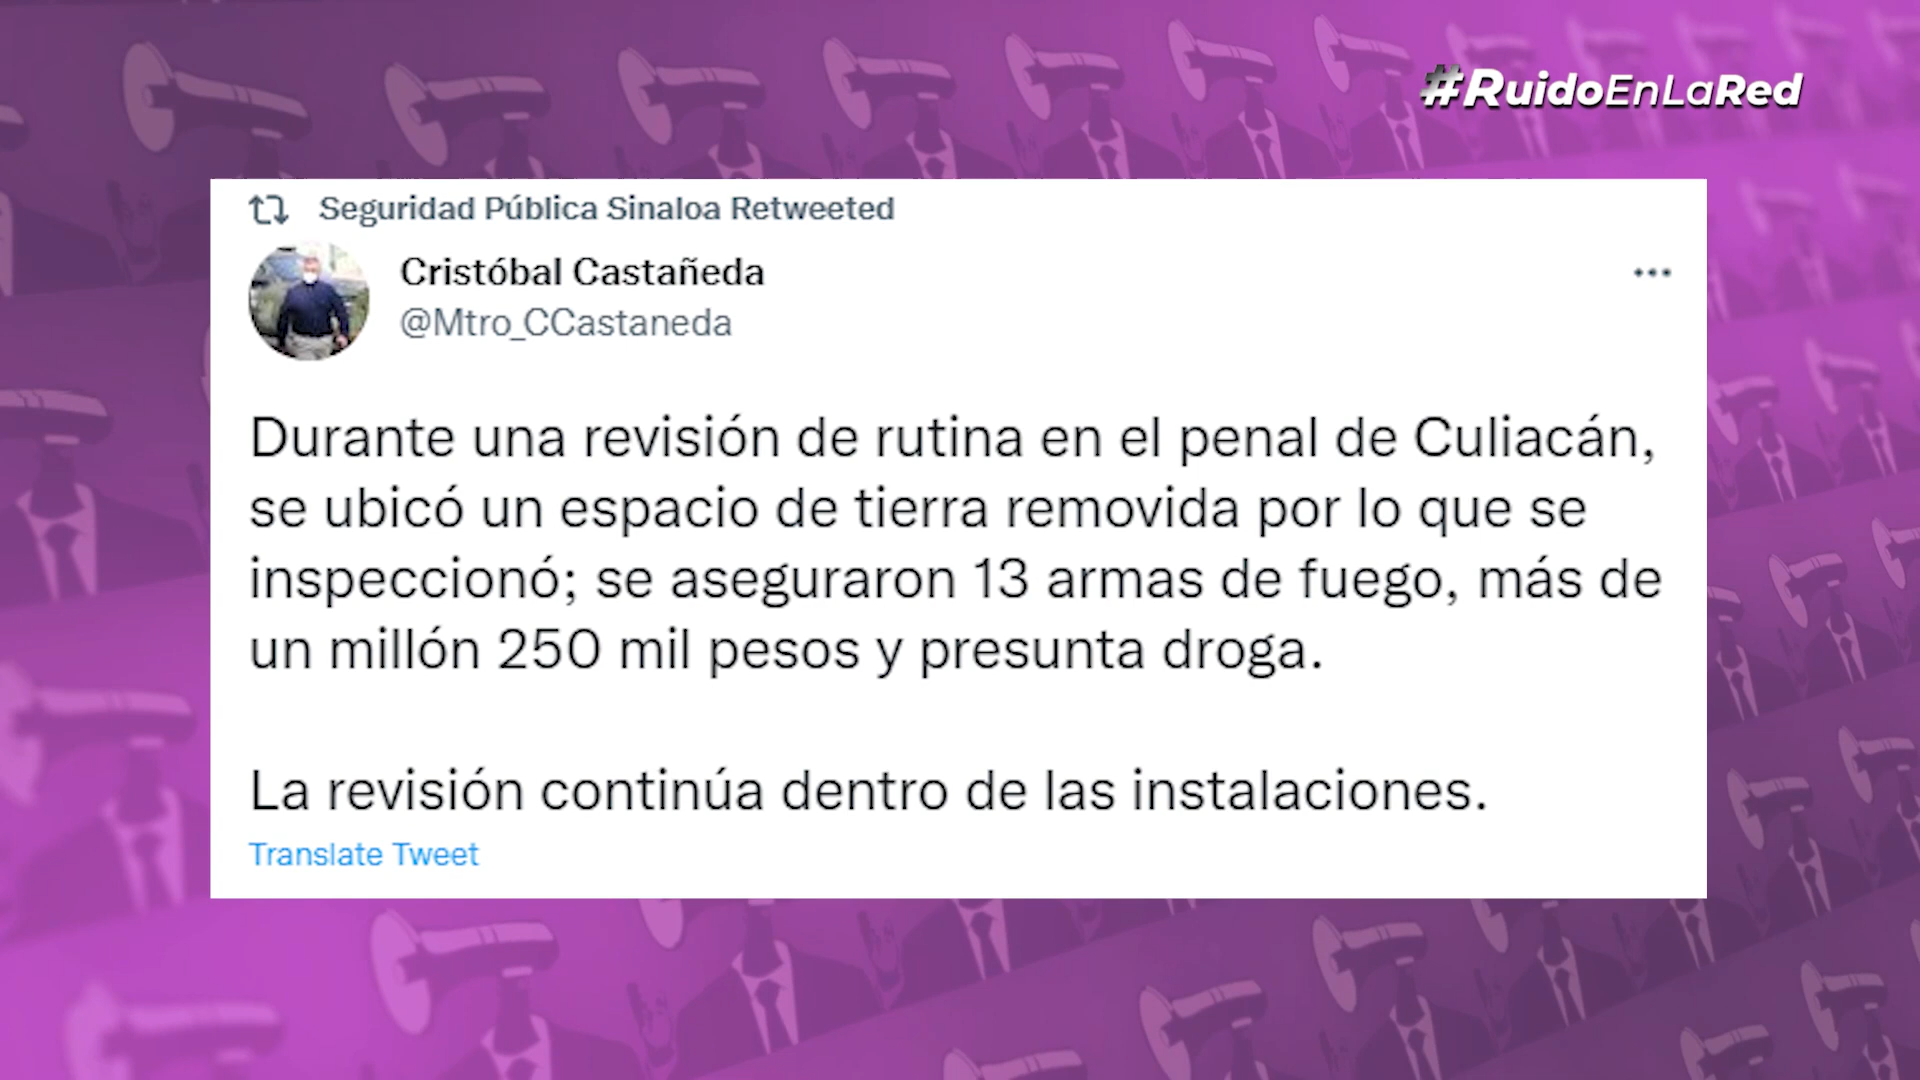 #RuidoEnLaRed
Seguridad Pública Sinaloa Retweeted
Cristóbal Castañeda
@Mtro_CCastaneda
Durante una revisión de rutina en el penal de Culiacán,
se ubicó un espacio de tierra removida por lo que se
inspeccionó; se aseguraron 13 armas de fuego, más de
un millón 250 mil pesos y presunta droga.
La revisión continúa dentro de las instalaciones.
Translate Tweet